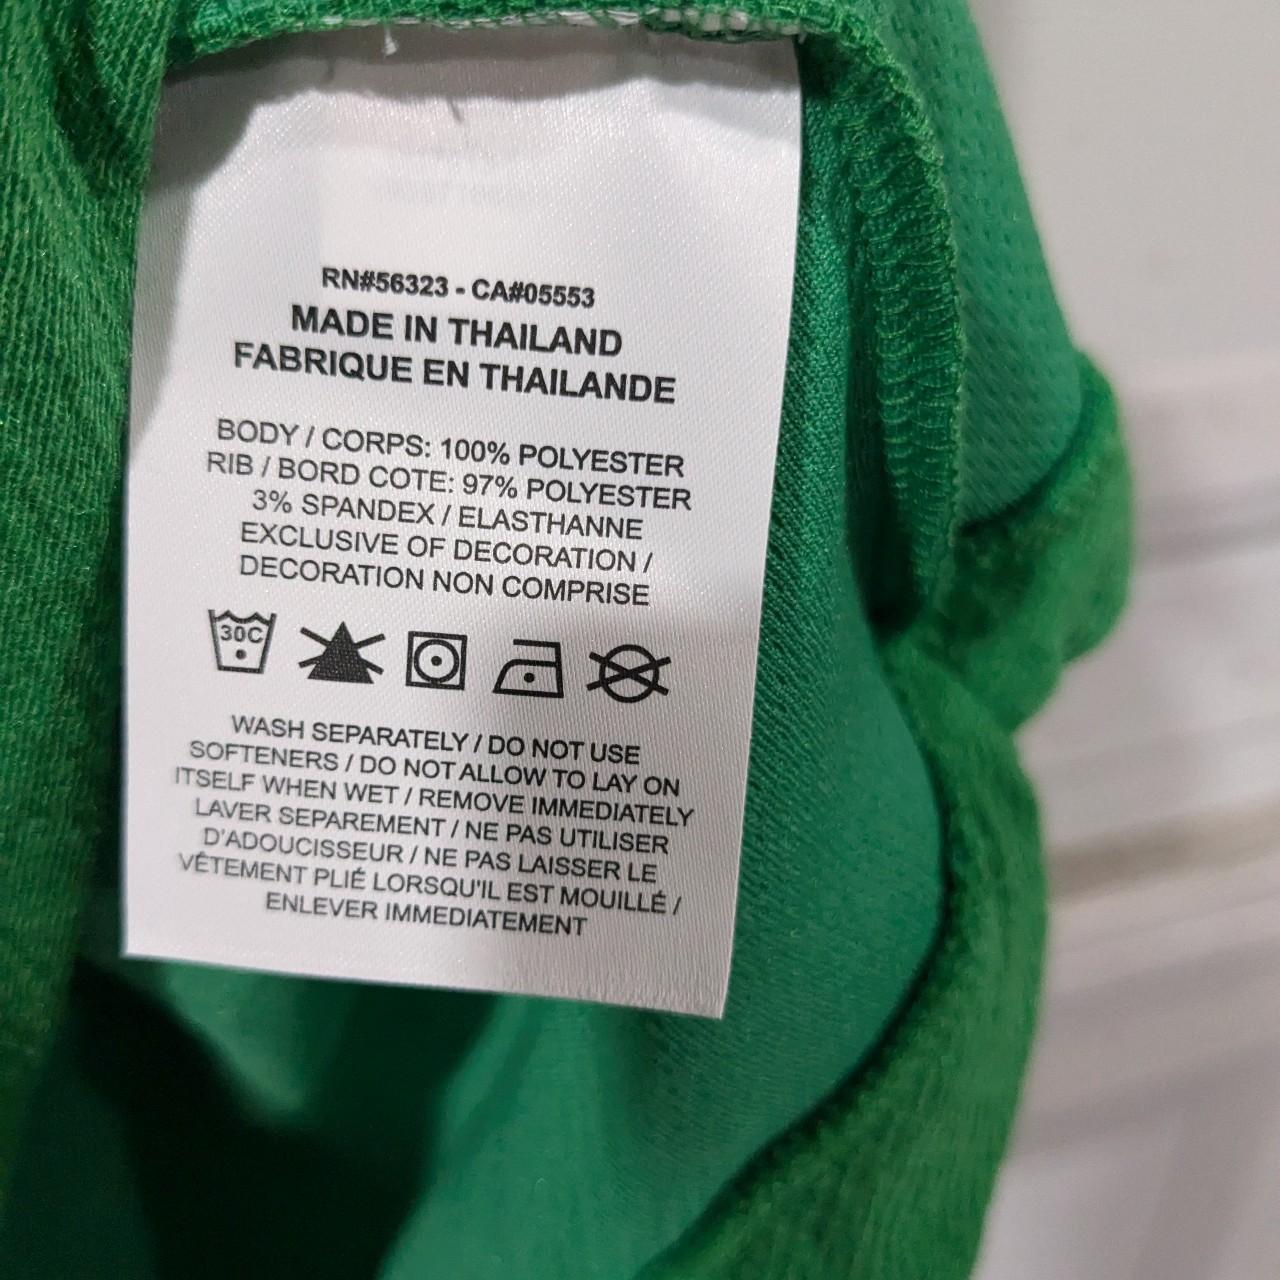 RN#56323 - CA#05553
MADE IN THAILAND
FABRIQUE EN THAILANDE
BODY / CORPS: 100% POLYESTER
RIB / BORD COTE: 97% POLYESTER
3% SPANDEX / ELASTHANNE
EXCLUSIVE OF DECORATION /
DECORATION NON COMPRISE
30C
WASH SEPARATELY / DO NOT USE
SOFTENERS / DO NOT ALLOW TO LAY ON
ITSELF WHEN WET / REMOVE IMMEDIATELY
LAVER SEPAREMENT / NE PAS UTILISER
D'ADOUCISSEUR / NE PAS LAISSER LE
VÊTEMENT PLIÉ LORSQU'IL EST MOUILLÉ /
ENLEVER IMMEDIATEMENT